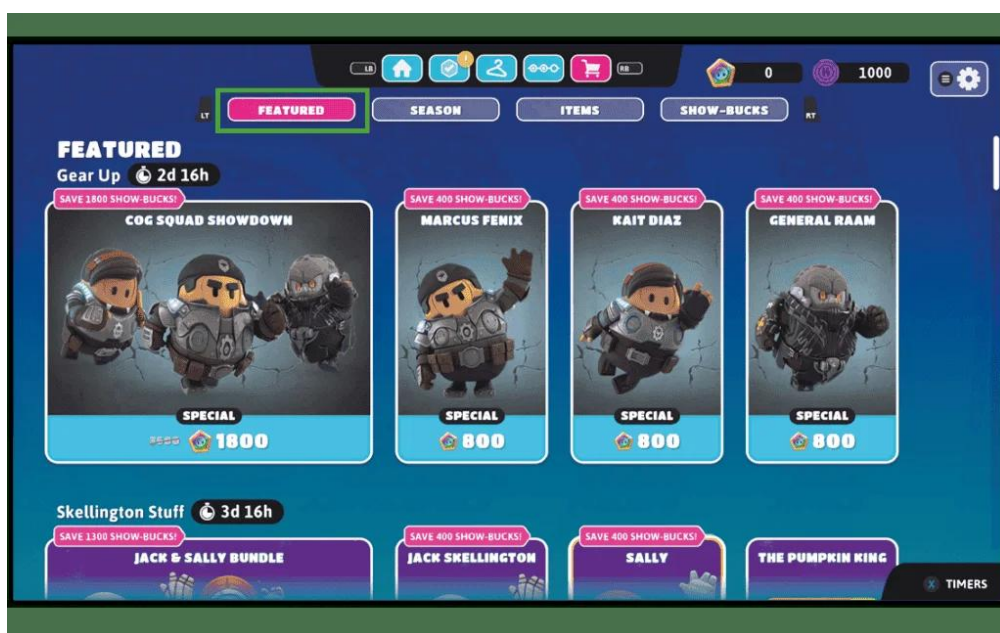 LB
RB
0
1000
LT
FEATURED
SEASON
ITEMS
SHOW-BUCKS
RT
FEATURED
Gear Up 2d 16h
SAVE 1800 SHOW-BUCKS!
COG SQUAD SHOWDOWN
SPECIAL
3600 1800
SAVE 400 SHOW-BUCKS!
MARCUS FENIX
SPECIAL
800
SAVE 400 SHOW-BUCKS!
KAIT DIAZ
SPECIAL
800
SAVE 400 SHOW-BUCKS!
GENERAL RAAM
SPECIAL
800
Skellington Stuff 3d 16h
SAVE 1300 SHOW-BUCKS!
JACK & SALLY BUNDLE
SAVE 400 SHOW-BUCKS!
JACK SKELLINGTON
SAVE 400 SHOW-BUCKS!
SALLY
THE PUMPKIN KING
X TIMERS